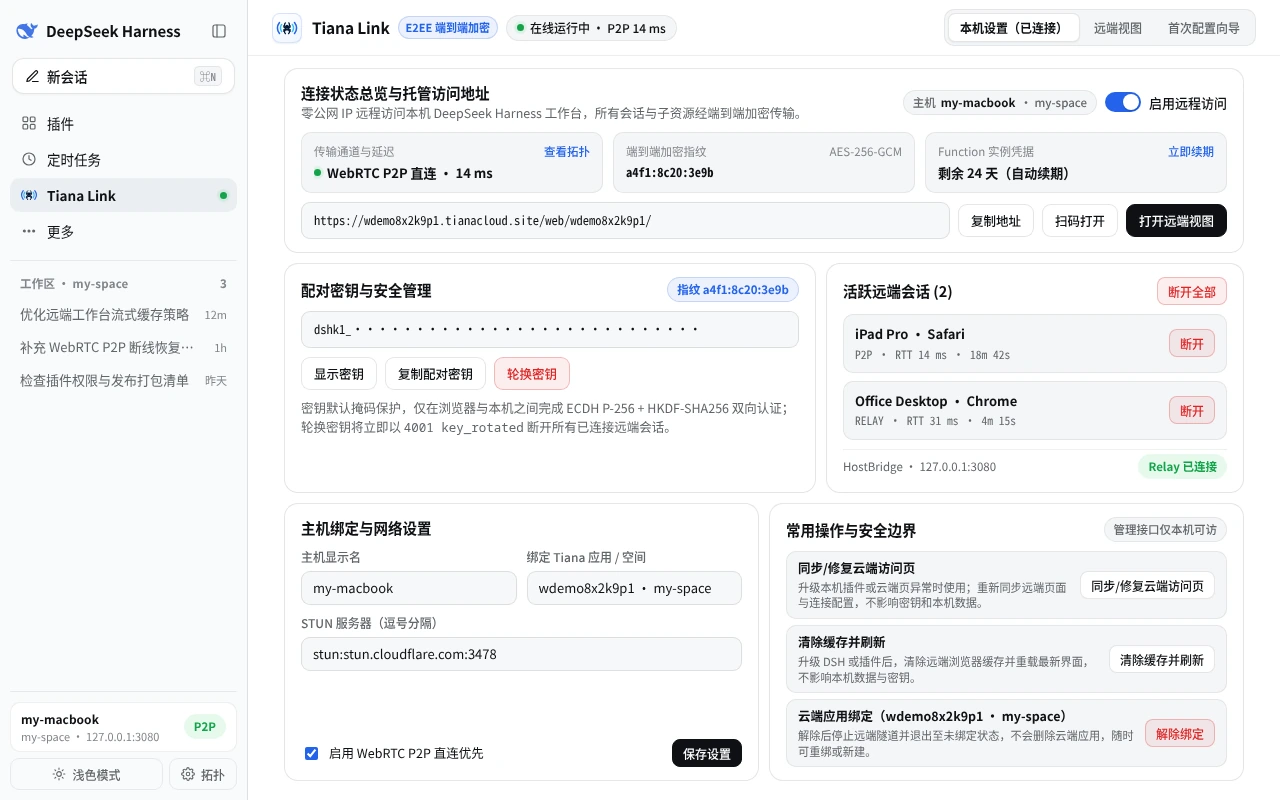 DeepSeek Harness
新会话
⌘N
插件
定时任务
Tiana Link
更多
工作区 · my-space
3
优化远端工作台流式缓存策略
12m
补充 WebRTC P2P 断线恢复···
1h
检查插件权限与发布打包清单
昨天
my-macbook
my-space · 127.0.0.1:3080
P2P
浅色模式
拓扑
Tiana Link
E2EE 端到端加密
在线运行中 · P2P 14 ms
本机设置（已连接）
远端视图
首次配置向导
连接状态总览与托管访问地址
零公网 IP 远程访问本机 DeepSeek Harness 工作台，所有会话与子资源经端到端加密传输。
主机 my-macbook · my-space
启用远程访问
传输通道与延迟
查看拓扑
WebRTC P2P 直连 · 14 ms
端到端加密指纹
AES-256-GCM
a4f1:8c20:3e9b
Function 实例凭据
立即续期
剩余 24 天（自动续期）
https://wdemo8x2k9p1.tianacloud.site/web/wdemo8x2k9p1/
复制地址
扫码打开
打开远端视图
配对密钥与安全管理
指纹 a4f1:8c20:3e9b
dshk1_····························
显示密钥
复制配对密钥
轮换密钥
密钥默认掩码保护，仅在浏览器与本机之间完成 ECDH P-256 + HKDF-SHA256 双向认证；
轮换密钥将立即以 4001 key_rotated 断开所有已连接远端会话。
活跃远端会话 (2)
断开全部
iPad Pro · Safari
P2P · RTT 14 ms · 18m 42s
断开
Office Desktop · Chrome
RELAY · RTT 31 ms · 4m 15s
断开
HostBridge · 127.0.0.1:3080
Relay 已连接
主机绑定与网络设置
主机显示名
绑定 Tiana 应用 / 空间
my-macbook
wdemo8x2k9p1 · my-space
STUN 服务器（逗号分隔）
stun:stun.cloudflare.com:3478
启用 WebRTC P2P 直连优先
保存设置
常用操作与安全边界
管理接口仅本机可访
同步/修复云端访问页
升级本机插件或云端页异常时使用；重新同步远端页面
与连接配置，不影响密钥和本机数据。
同步/修复云端访问页
清除缓存并刷新
升级 DSH 或插件后，清除远端浏览器缓存并重载最新界面，
不影响本机数据与密钥。
清除缓存并刷新
云端应用绑定（wdemo8x2k9p1 · my-space）
解除后停止远端隧道并退出至未绑定状态，不会删除云端应用，随时
可重绑或新建。
解除绑定